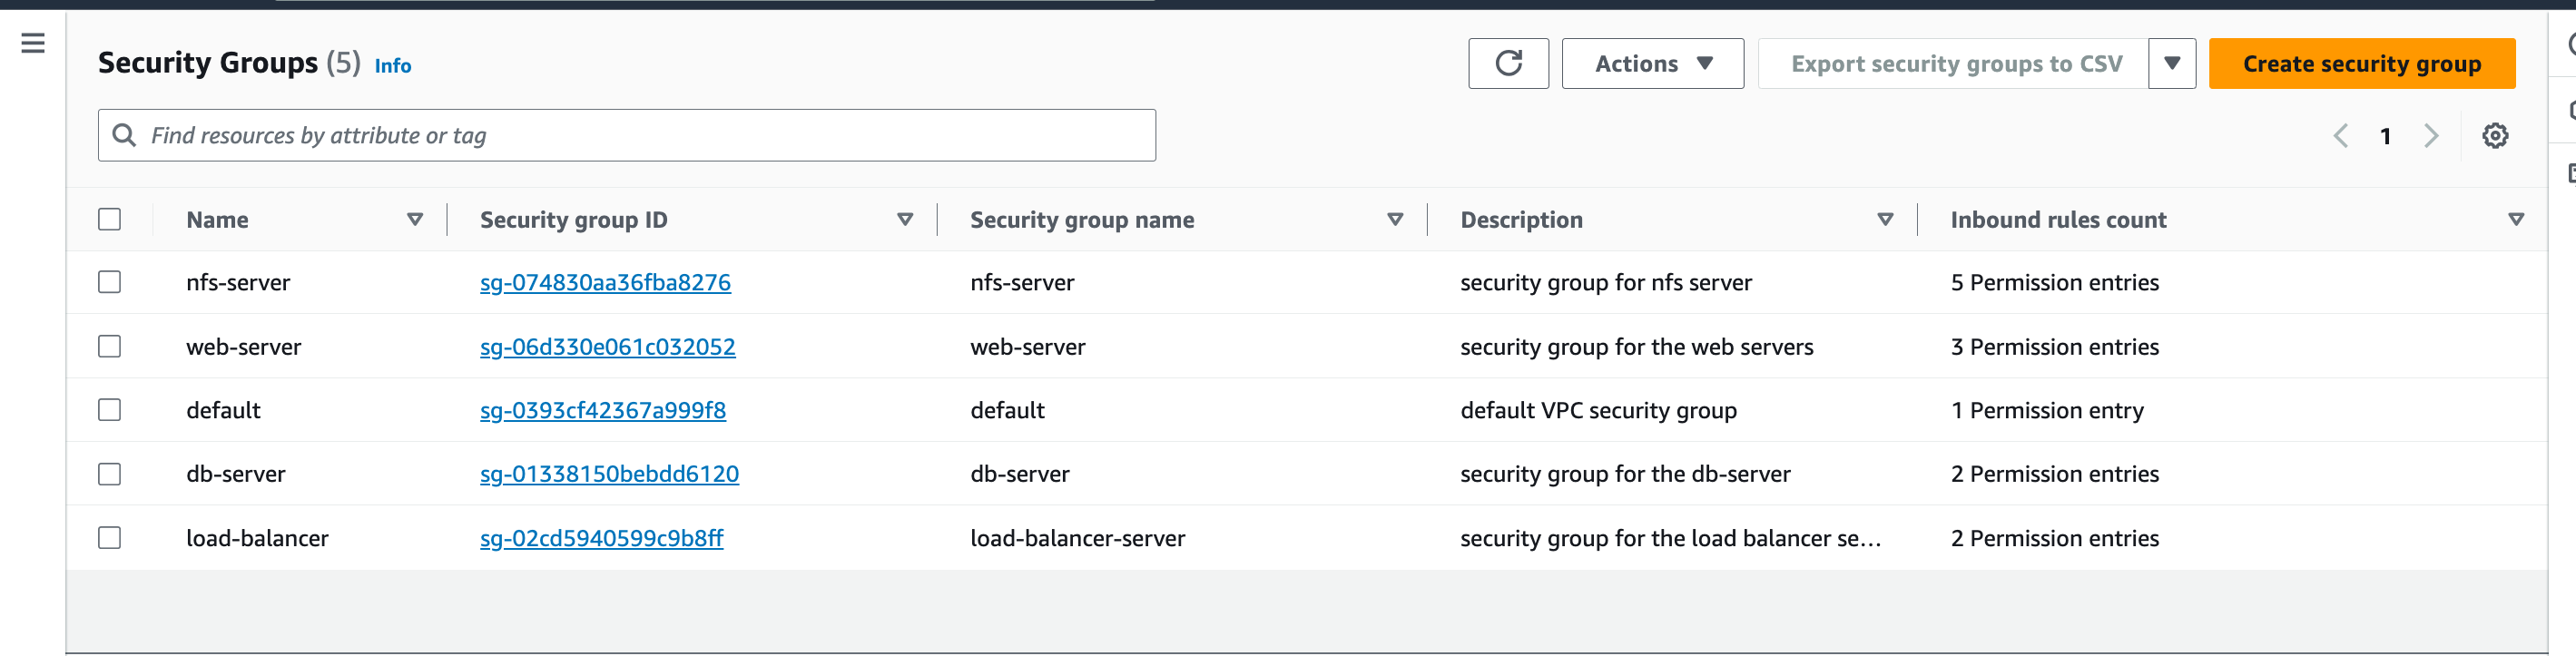 Security Groups (5) Info
Actions
Export security groups to CSV
Create security group
Find resources by attribute or tag
1
Name Security group ID Security group name Description Inbound rules count
nfs-server sg-074830aa36fba8276 nfs-server security group for nfs server 5 Permission entries
web-server sg-06d330e061c032052 web-server security group for the web servers 3 Permission entries
default sg-0393cf42367a999f8 default default VPC security group 1 Permission entry
db-server sg-01338150bebdd6120 db-server security group for the db-server 2 Permission entries
load-balancer sg-02cd5940599c9b8ff load-balancer-server security group for the load balancer se... 2 Permission entries